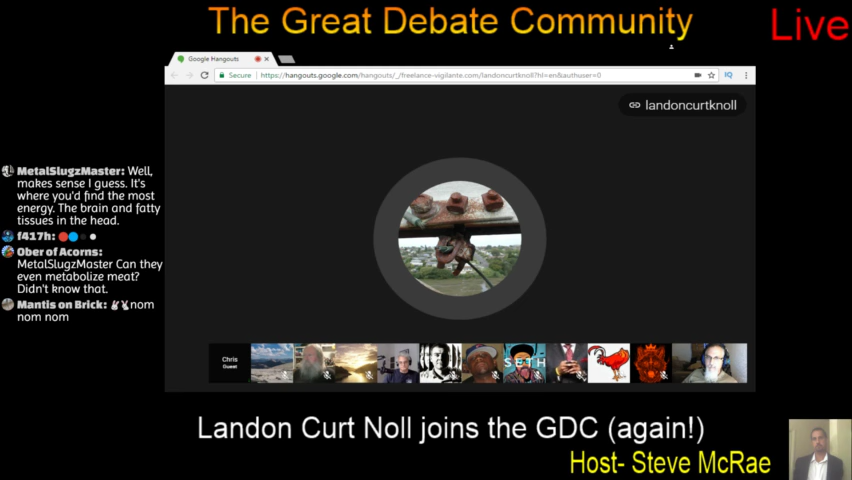 The Great Debate Community
Live
Google Hangouts
Secure
https://hangouts.google.com/hangouts/_/freelance-vigilante.com/landoncurtknoll?hl=en&authuser=0
IQ
landoncurtknoll
MetalSlugzMaster: Well,
makes sense I guess. It's
where you'd find the most
energy. The brain and fatty
tissues in the head.
f417h:
Ober of Acorns:
MetalSlugzMaster Can they
even metabolize meat?
Didn't know that.
Mantis on Brick: nom
nom nom
Chris
Guest
SETH
Landon Curt Noll joins the GDC (again!)
Host- Steve McRae